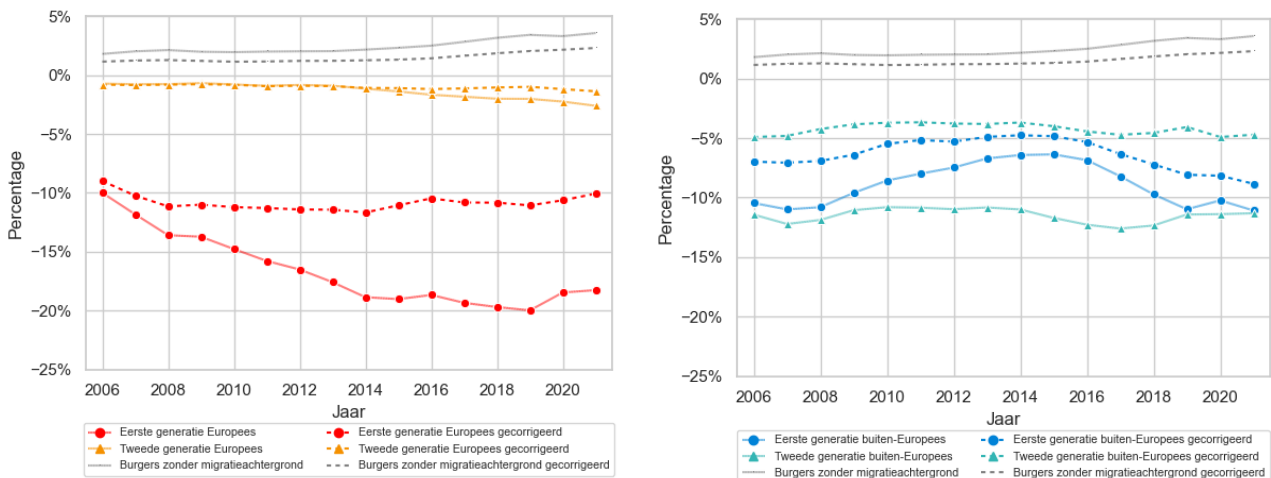 5%
0%
−5%
−10%
−15%
−20%
−25%
Percentage
2006 2008 2010 2012 2014 2016 2018 2020
Jaar
Eerste generatie Europees
Tweede generatie Europees
Burgers zonder migratieachtergrond
Eerste generatie Europees gecorrigeerd
Tweede generatie Europees gecorrigeerd
Burgers zonder migratieachtergrond gecorrigeerd
5%
0%
−5%
−10%
−15%
−20%
−25%
Percentage
2006 2008 2010 2012 2014 2016 2018 2020
Jaar
Eerste generatie buiten-Europees
Tweede generatie buiten-Europees
Burgers zonder migratieachtergrond
Eerste generatie buiten-Europees gecorrigeerd
Tweede generatie buiten-Europees gecorrigeerd
Burgers zonder migratieachtergrond gecorrigeerd